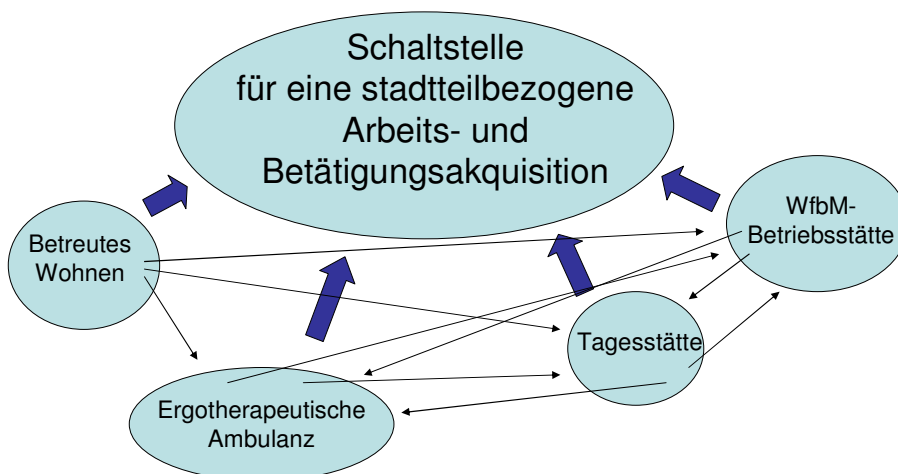 Schaltstelle
für eine stadtteilbezogene
Arbeits- und
Betätigungsakquisition
WfbM-
Betriebsstätte
Betreutes
Wohnen
Tagesstätte
Ergotherapeutische
Ambulanz